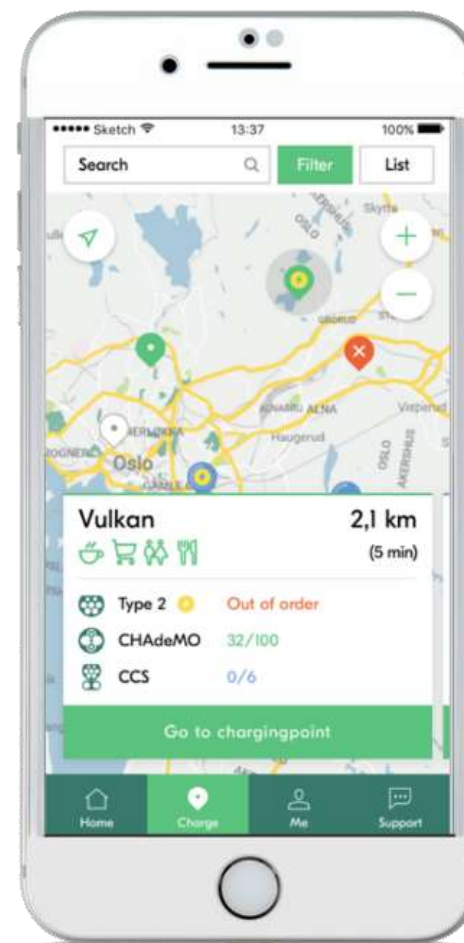 Sketch 13:37 100%
Search Filter List
Skytta
OSLO
AKERSHUS
ALNA
Haugerud
OSLO
AKERSHUS
Oslo
Vulkan 2,1 km
(5 min)
Type 2 Out of order
CHAdeMO 32/100
CCS 0/6
Go to chargingpoint
Home Charge Me Support